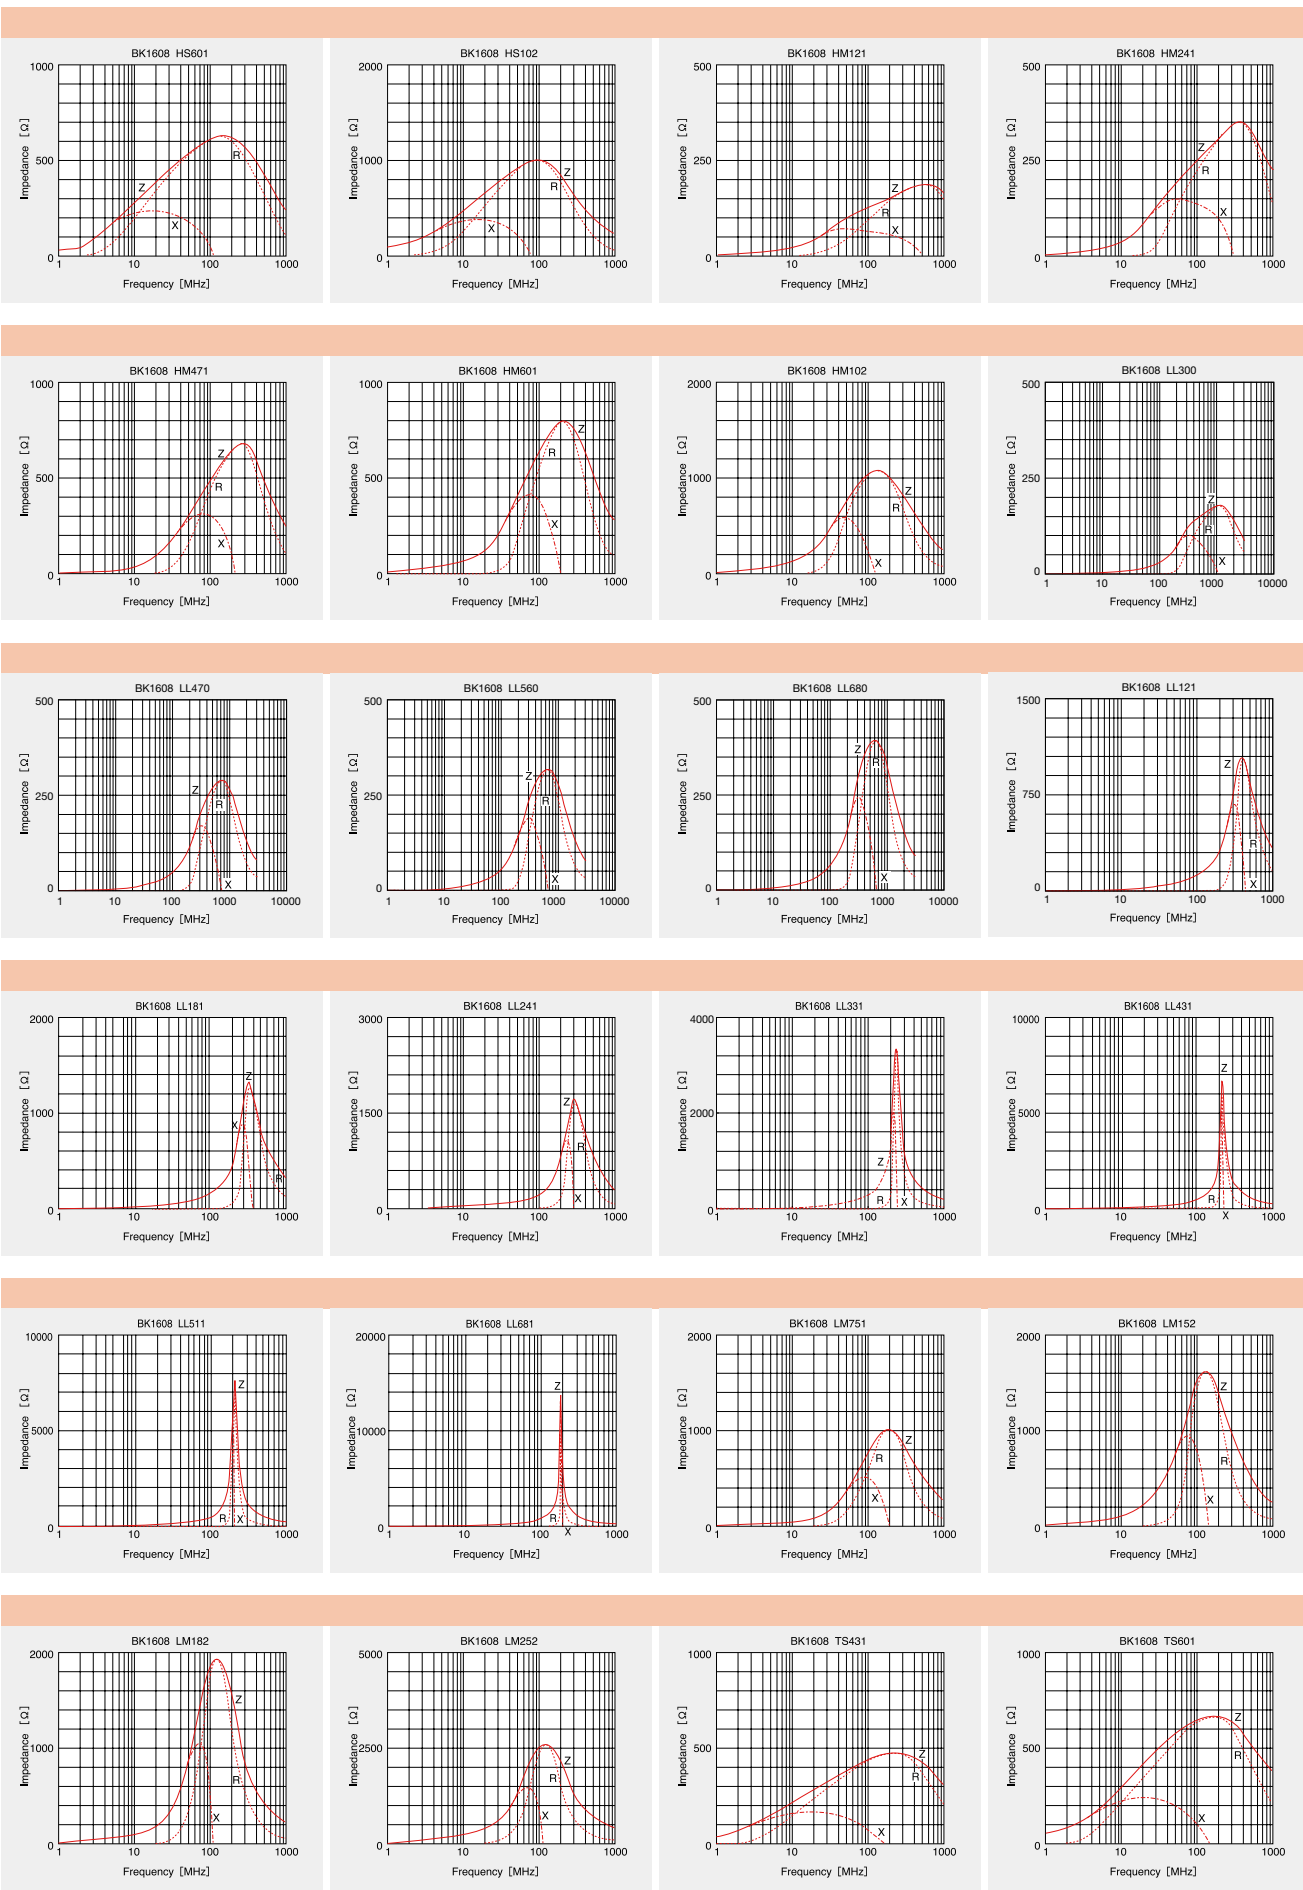 BK1608 HS601
1000
500
0
Impedance [Ω]
Z
R
X
1 10 100 1000
Frequency [MHz]
BK1608 HS102
2000
1000
0
Impedance [Ω]
Z
R
X
1 10 100 1000
Frequency [MHz]
BK1608 HM121
500
250
0
Impedance [Ω]
Z
R
X
1 10 100 1000
Frequency [MHz]
BK1608 HM241
500
250
0
Impedance [Ω]
Z
R
X
1 10 100 1000
Frequency [MHz]
BK1608 HM471
1000
500
0
Impedance [Ω]
Z
R
X
1 10 100 1000
Frequency [MHz]
BK1608 HM601
1000
500
0
Impedance [Ω]
Z
R
X
1 10 100 1000
Frequency [MHz]
BK1608 HM102
2000
1000
0
Impedance [Ω]
Z
R
X
1 10 100 1000
Frequency [MHz]
BK1608 LL300
500
250
0
Impedance [Ω]
Z
R
X
1 10 100 1000 10000
Frequency [MHz]
BK1608 LL470
500
250
0
Impedance [Ω]
Z
R
X
1 10 100 1000 10000
Frequency [MHz]
BK1608 LL560
500
250
0
Impedance [Ω]
Z
R
X
1 10 100 1000 10000
Frequency [MHz]
BK1608 LL680
500
250
0
Impedance [Ω]
Z
R
X
1 10 100 1000 10000
Frequency [MHz]
BK1608 LL121
1500
750
0
Impedance [Ω]
Z
R
X
1 10 100 1000
Frequency [MHz]
BK1608 LL181
2000
1000
0
Impedance [Ω]
Z
X
R
1 10 100 1000
Frequency [MHz]
BK1608 LL241
3000
1500
0
Impedance [Ω]
Z
R
X
1 10 100 1000
Frequency [MHz]
BK1608 LL331
4000
2000
0
Impedance [Ω]
Z
R
X
1 10 100 1000
Frequency [MHz]
BK1608 LL431
10000
5000
0
Impedance [Ω]
Z
R
X
1 10 100 1000
Frequency [MHz]
BK1608 LL511
10000
5000
0
Impedance [Ω]
Z
R
X
1 10 100 1000
Frequency [MHz]
BK1608 LL681
20000
10000
0
Impedance [Ω]
Z
R
X
1 10 100 1000
Frequency [MHz]
BK1608 LM751
2000
1000
0
Impedance [Ω]
Z
R
X
1 10 100 1000
Frequency [MHz]
BK1608 LM152
2000
1000
0
Impedance [Ω]
Z
R
X
1 10 100 1000
Frequency [MHz]
BK1608 LM182
2000
1000
0
Impedance [Ω]
Z
R
X
1 10 100 1000
Frequency [MHz]
BK1608 LM252
5000
2500
0
Impedance [Ω]
Z
R
X
1 10 100 1000
Frequency [MHz]
BK1608 TS431
1000
500
0
Impedance [Ω]
Z
R
X
1 10 100 1000
Frequency [MHz]
BK1608 TS601
1000
500
0
Impedance [Ω]
Z
R
X
1 10 100 1000
Frequency [MHz]